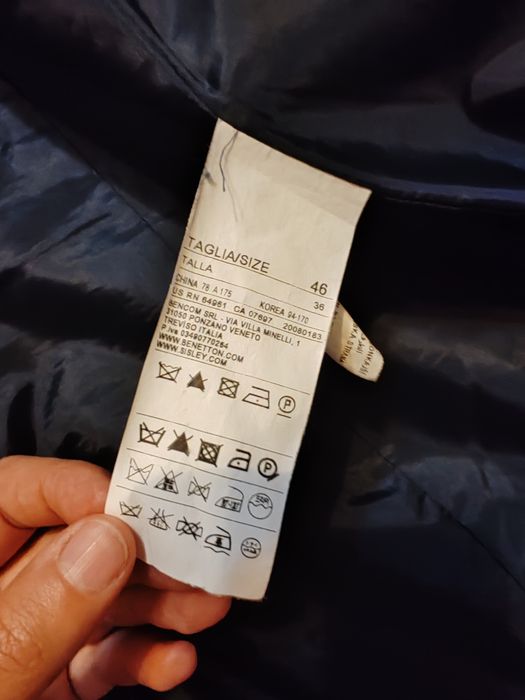 TAGLIA/SIZE 46
TALLA 36
CHINA 78 A 175 KOREA 94-170
US RN 64961 CA 07697 20080183
BENCOM SRL - VIA VILLA MINELLI, 1
31050 PONZANO VENETO
TREVISO ITALIA
P iva 03490770264
WWW.BENETTON.COM
WWW.SISLEY.COM
P
P